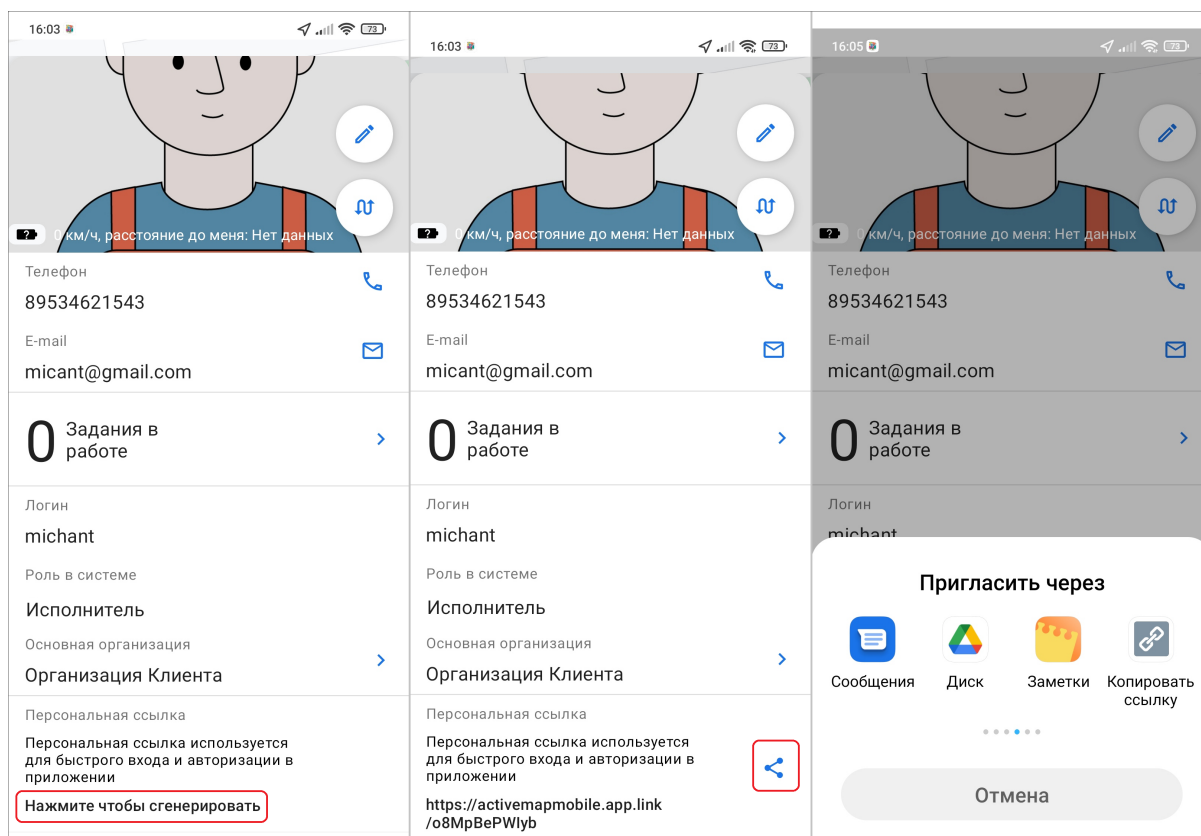 16:03
73
0 км/ч, расстояние до меня: Нет данных
Телефон
89534621543
E-mail
micant@gmail.com
0
Задания в
работе
Логин
michant
Роль в системе
Исполнитель
Основная организация
Организация Клиента
Персональная ссылка
Персональная ссылка используется
для быстрого входа и авторизации в
приложении
Нажмите чтобы сгенерировать
16:03
73
0 км/ч, расстояние до меня: Нет данных
Телефон
89534621543
E-mail
micant@gmail.com
0
Задания в
работе
Логин
michant
Роль в системе
Исполнитель
Основная организация
Организация Клиента
Персональная ссылка
Персональная ссылка используется
для быстрого входа и авторизации в
приложении
https://activemapmobile.app.link
/o8MpBePWlyb
16:05
73
0 км/ч, расстояние до меня: Нет данных
Телефон
89534621543
E-mail
micant@gmail.com
0
Задания в
работе
Логин
michant
Пригласить через
Сообщения
Диск
Заметки
Копировать
ссылку
Отмена